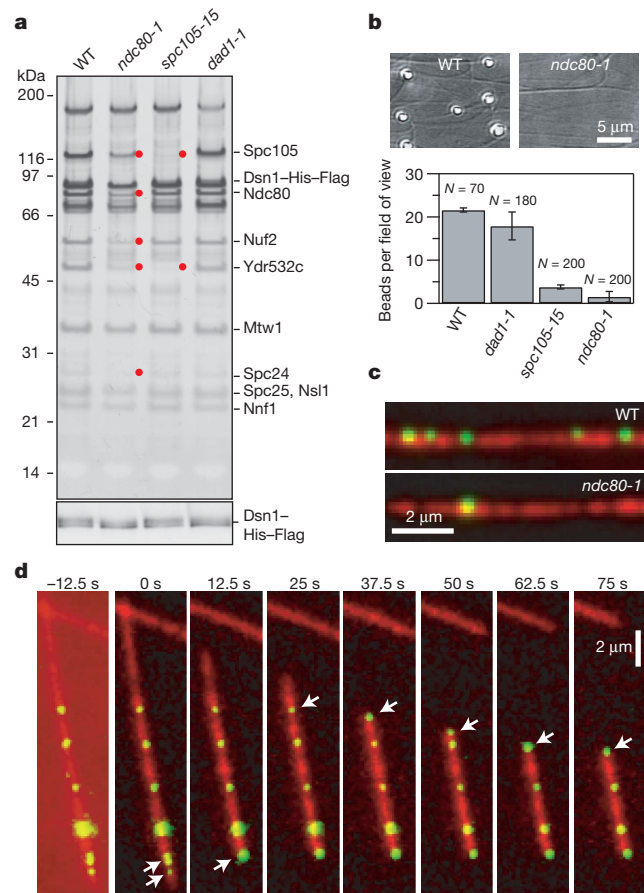 a
kDa
WT
ndc80-1
spc105-15
dad1-1
200
116
97
66
45
31
21
14
Spc105
Dsn1–His–Flag
Ndc80
Nuf2
Ydr532c
Mtw1
Spc24
Spc25, Nsl1
Nnf1
Dsn1–
His–Flag
b
WT
ndc80-1
5 μm
Beads per field of view
30
20
10
0
N = 70
N = 180
N = 200
N = 200
WT
dad1-1
spc105-15
ndc80-1
c
WT
ndc80-1
2 μm
d
–12.5 s
0 s
12.5 s
25 s
37.5 s
50 s
62.5 s
75 s
2 μm